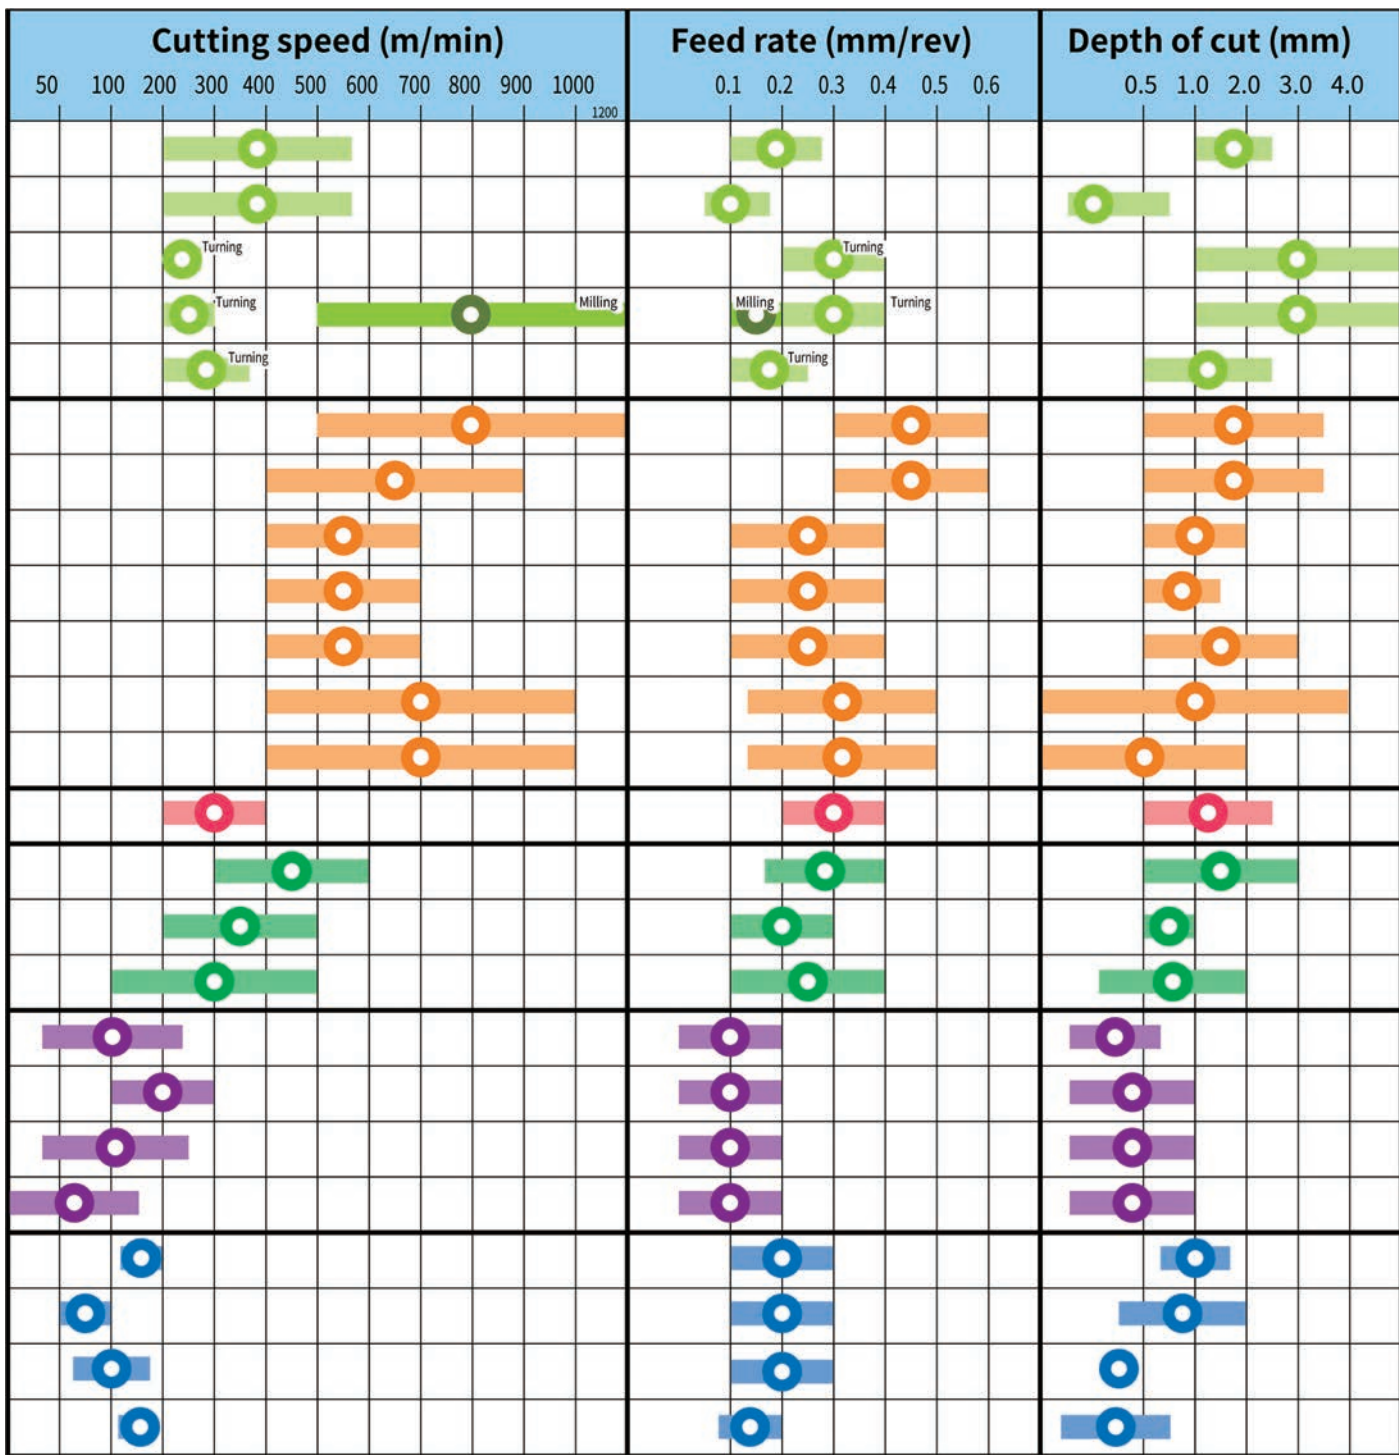 Cutting speed (m/min) Feed rate (mm/rev) Depth of cut (mm)
50 100 200 300 400 500 700 800 900 1000 1200 0.1 0.2 0.3 0.4 0.5 0.6 0.5 1.0 2.0 3.0 4.0
Turning Turning
Turning Milling Milling Turning
Turning Turning